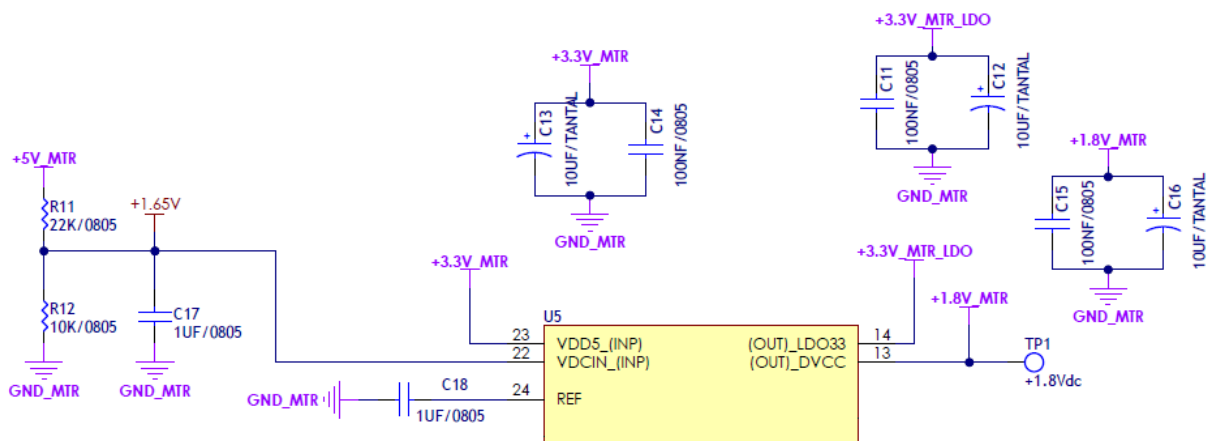 +3.3V_MTR_LDO
+3.3V_MTR
C11
100NF/0805
+
C12
10UF/TANTAL
+
C13
10UF/TANTAL
C14
100NF/0805
+1.8V_MTR
+5V_MTR
GND_MTR
R11
22K/0805
+1.65V
C15
100NF/0805
+
C16
10UF/TANTAL
GND_MTR
+3.3V_MTR
+3.3V_MTR_LDO
R12
10K/0805
C17
1UF/0805
+1.8V_MTR
GND_MTR
U5
23
VDD5_(INP)
(OUT)_LDO33
14
TP1
22
VDCIN_(INP)
(OUT)_DVCC
13
+1.8Vdc
GND_MTR
GND_MTR
GND_MTR
C18
1UF/0805
24
REF